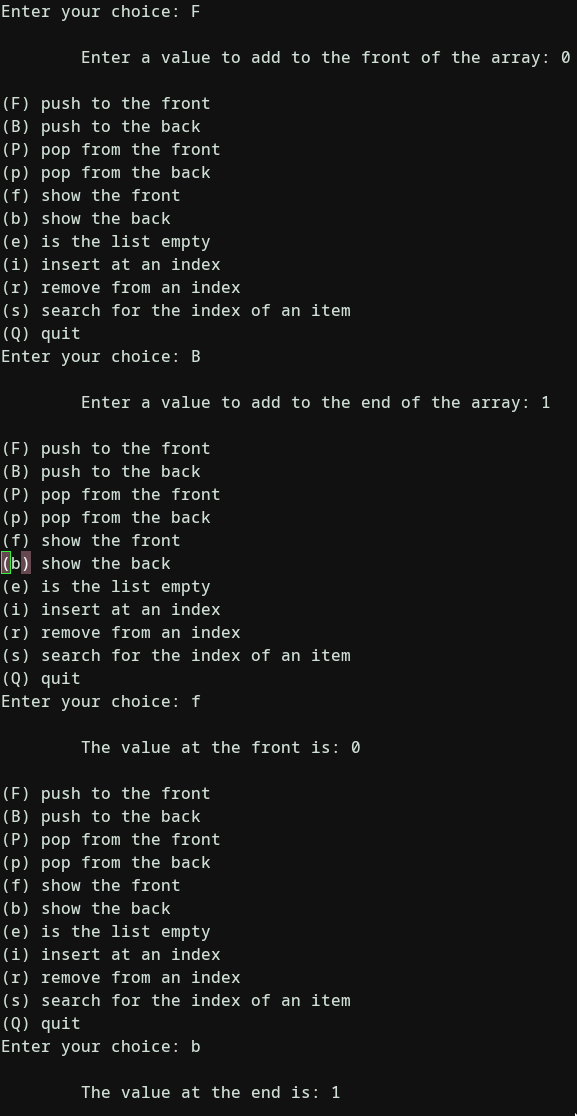 Enter your choice: F
Enter a value to add to the front of the array: 0
(F) push to the front
(B) push to the back
(P) pop from the front
(p) pop from the back
(f) show the front
(b) show the back
(e) is the list empty
(i) insert at an index
(r) remove from an index
(s) search for the index of an item
(Q) quit
Enter your choice: B
Enter a value to add to the end of the array: 1
(F) push to the front
(B) push to the back
(P) pop from the front
(p) pop from the back
(f) show the front
(b) show the back
(e) is the list empty
(i) insert at an index
(r) remove from an index
(s) search for the index of an item
(Q) quit
Enter your choice: f
The value at the front is: 0
(F) push to the front
(B) push to the back
(P) pop from the front
(p) pop from the back
(f) show the front
(b) show the back
(e) is the list empty
(i) insert at an index
(r) remove from an index
(s) search for the index of an item
(Q) quit
Enter your choice: b
The value at the end is: 1